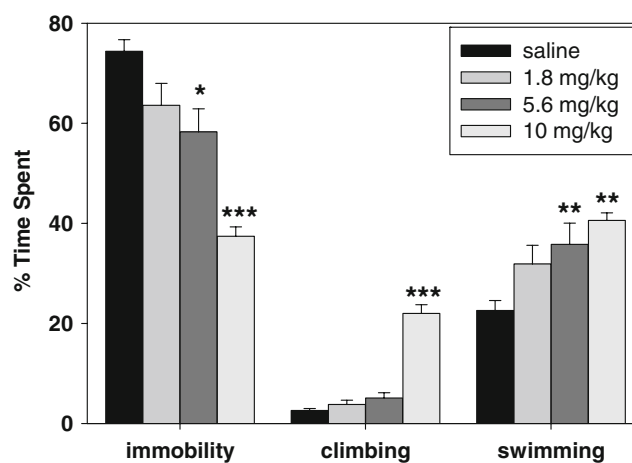 80
60
40
20
0
% Time Spent
saline
1.8 mg/kg
5.6 mg/kg
10 mg/kg
*
***
***
**
**
immobility climbing swimming